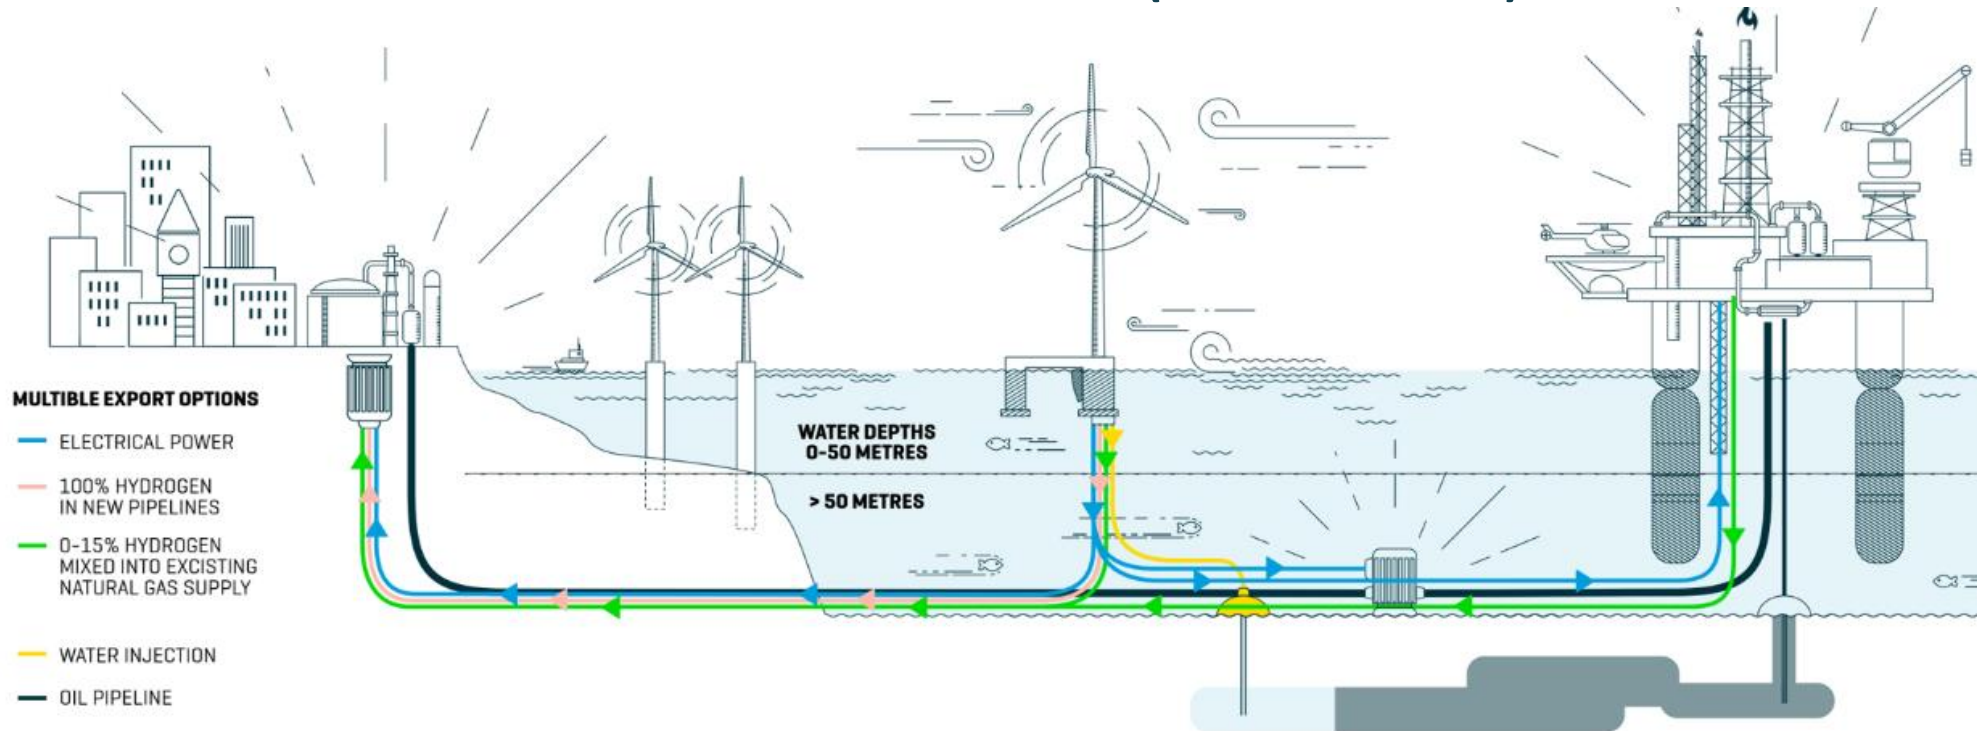 MULTIBLE EXPORT OPTIONS
ELECTRICAL POWER
100% HYDROGEN
IN NEW PIPELINES
0-15% HYDROGEN
MIXED INTO EXCISTING
NATURAL GAS SUPPLY
WATER INJECTION
OIL PIPELINE
WATER DEPTHS
0-50 METRES
> 50 METRES